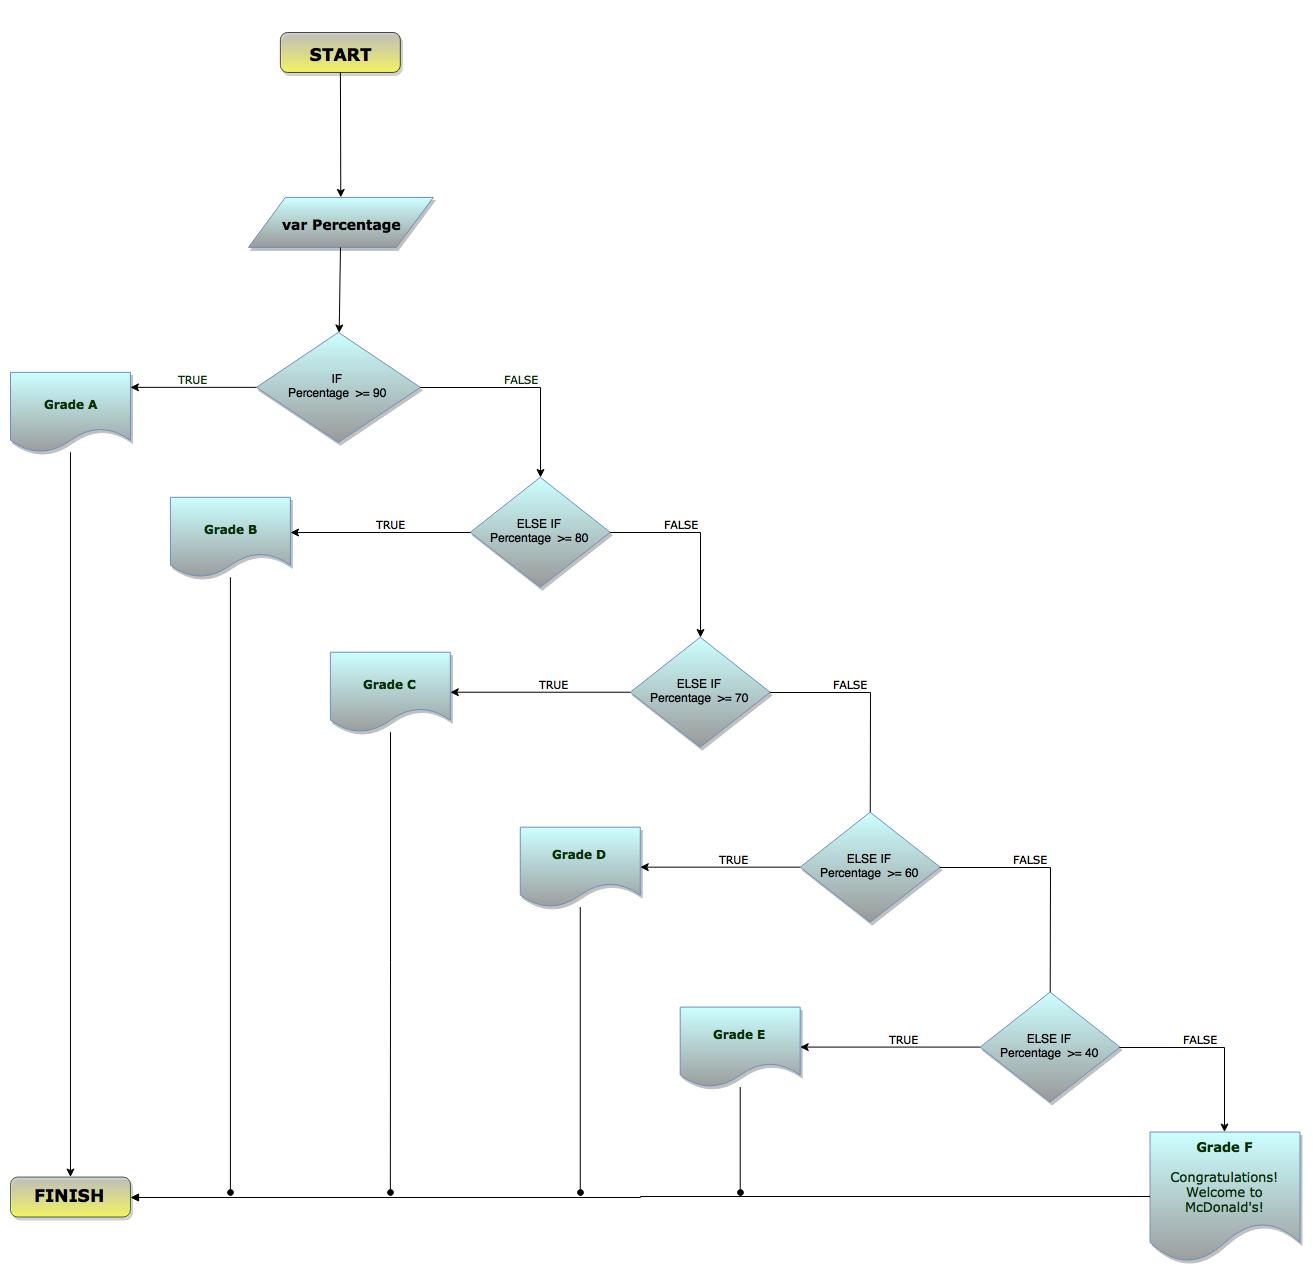 START
var Percentage
IF
Percentage >= 90
TRUE
FALSE
Grade A
ELSE IF
Percentage >= 80
TRUE
FALSE
Grade B
ELSE IF
Percentage >= 70
TRUE
FALSE
Grade C
ELSE IF
Percentage >= 60
TRUE
FALSE
Grade D
ELSE IF
Percentage >= 40
TRUE
FALSE
Grade E
Grade F
Congratulations!
Welcome to
McDonald's!
FINISH